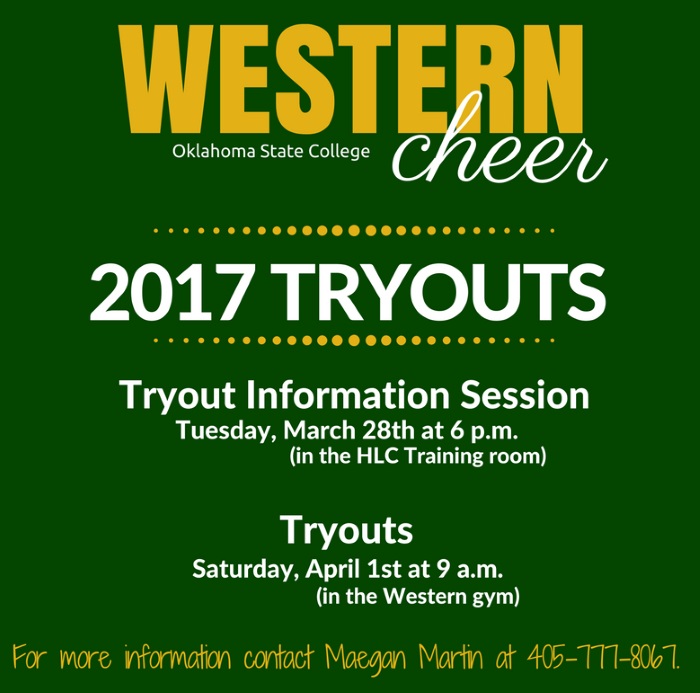 WESTERN
Oklahoma State College cheer
2017 TRYOUTS
Tryout Information Session
Tuesday, March 28th at 6 p.m.
(in the HLC Training room)
Tryouts
Saturday, April 1st at 9 a.m.
(in the Western gym)
For more information contact Maegan Martin at 405-777-8067.